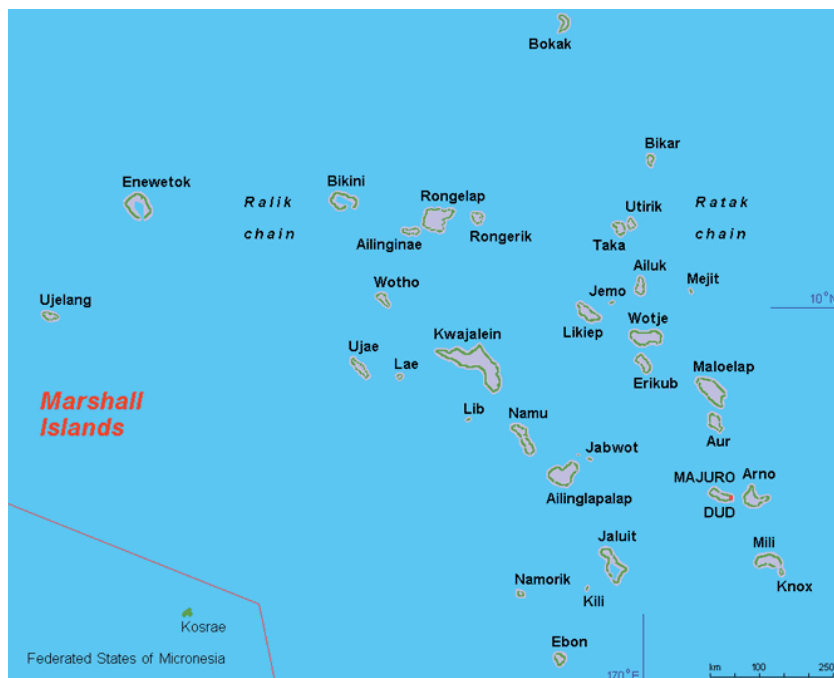 Bokak
Bikar
Enewetok
Ralik
chain
Bikini
Rongelap
Utirik
Ratak
chain
Ailinginae
Rongerik
Taka
Ailuk
Mejit
Wotho
Jemo
10°N
Ujelang
Likiep
Wotje
Kwajalein
Ujae
Lae
Erikub
Maloelap
Marshall
Islands
Lib
Namu
Aur
Jabwot
MAJURO
Arno
Ailinglapalap
DUD
Jaluit
Mili
Namorik
Kili
Knox
Kosrae
Ebon
Federated States of Micronesia
170°E
km 100 250